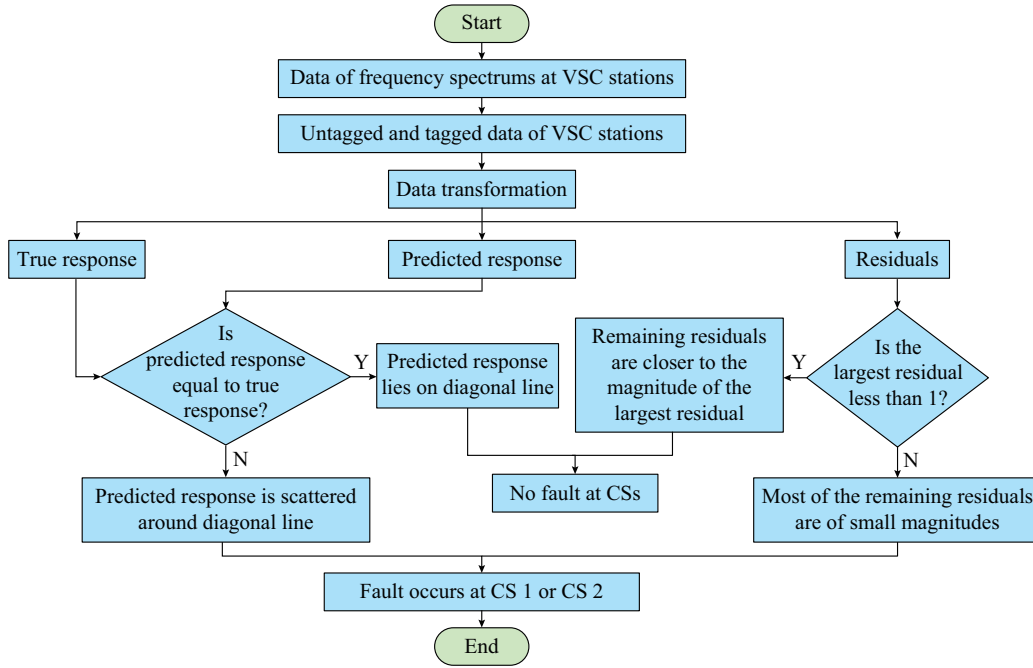 Start
Data of frequency spectrums at VSC stations
Untagged and tagged data of VSC stations
Data transformation
True response
Predicted response
Residuals
Is
predicted response
equal to true
response?
Y
Predicted response
lies on diagonal line
Remaining residuals
are closer to the
magnitude of the
largest residual
Y
Is the
largest residual
less than 1?
N
N
Predicted response is scattered
around diagonal line
No fault at CSs
Most of the remaining residuals
are of small magnitudes
Fault occurs at CS 1 or CS 2
End